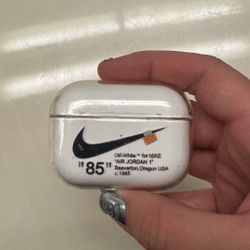 Off-White™ for NIKE
"AIR JORDAN 1"
Beaverton, Oregon USA
c. 1985
"85"